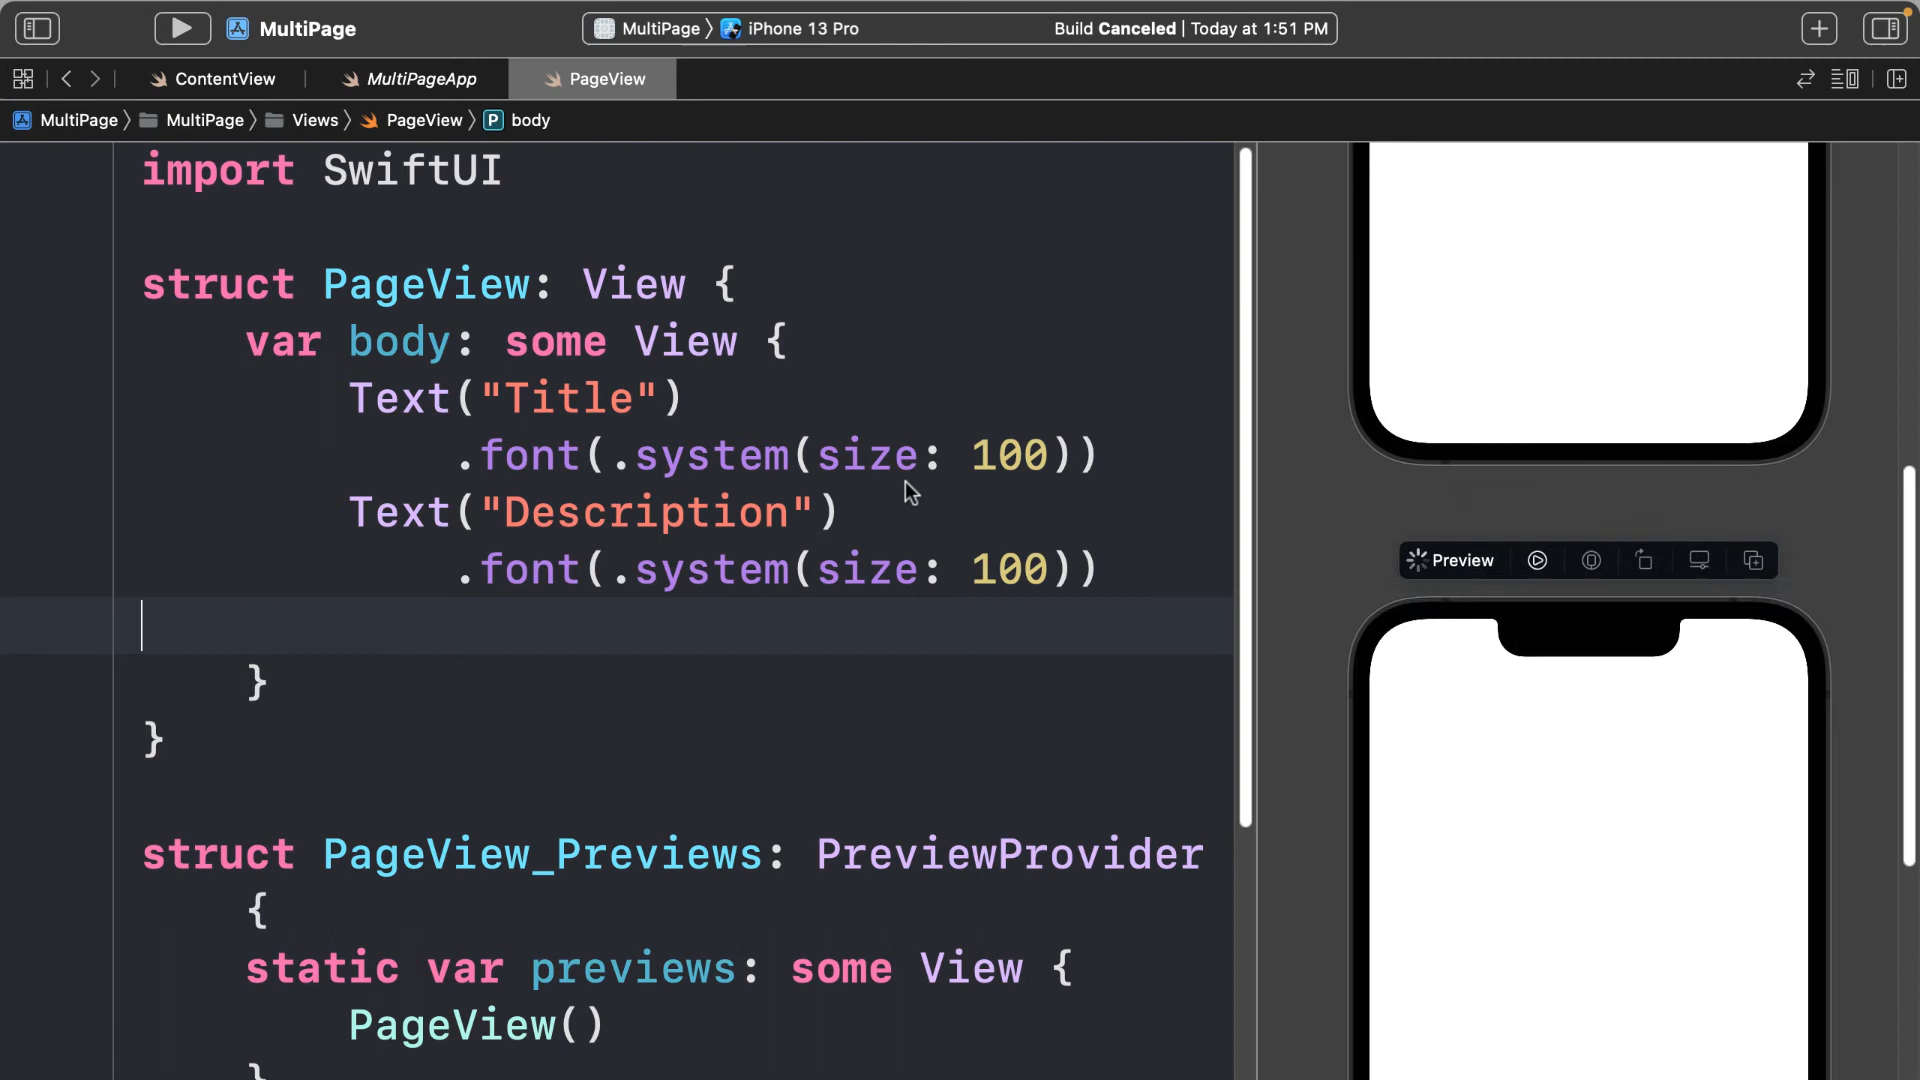 MultiPage
MultiPage 〉 iPhone 13 Pro
Build Canceled | Today at 1:51 PM
ContentView
MultiPageApp
PageView
MultiPage 〉 MultiPage 〉 Views 〉 PageView 〉 P body
import SwiftUI
struct PageView: View {
var body: some View {
Text("Title")
.font(.system(size: 100))
Text("Description")
.font(.system(size: 100))
}
}
struct PageView_Previews: PreviewProvider
{
static var previews: some View {
PageView()
}
Preview